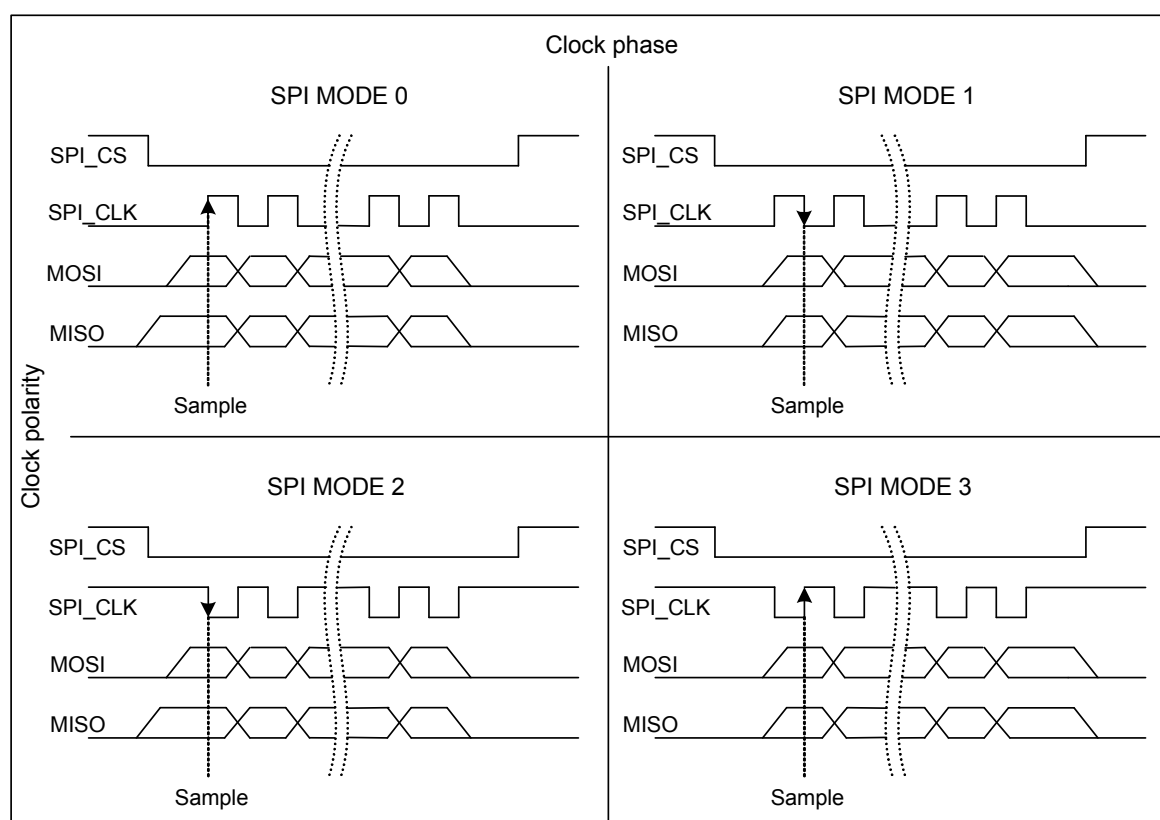 Clock phase
SPI MODE 0
SPI_CS
SPI_CLK
MOSI
MISO
Sample
SPI MODE 1
SPI_CS
SPI_CLK
MOSI
MISO
Sample
Clock polarity
SPI MODE 2
SPI_CS
SPI_CLK
MOSI
MISO
Sample
SPI MODE 3
SPI_CS
SPI_CLK
MOSI
MISO
Sample